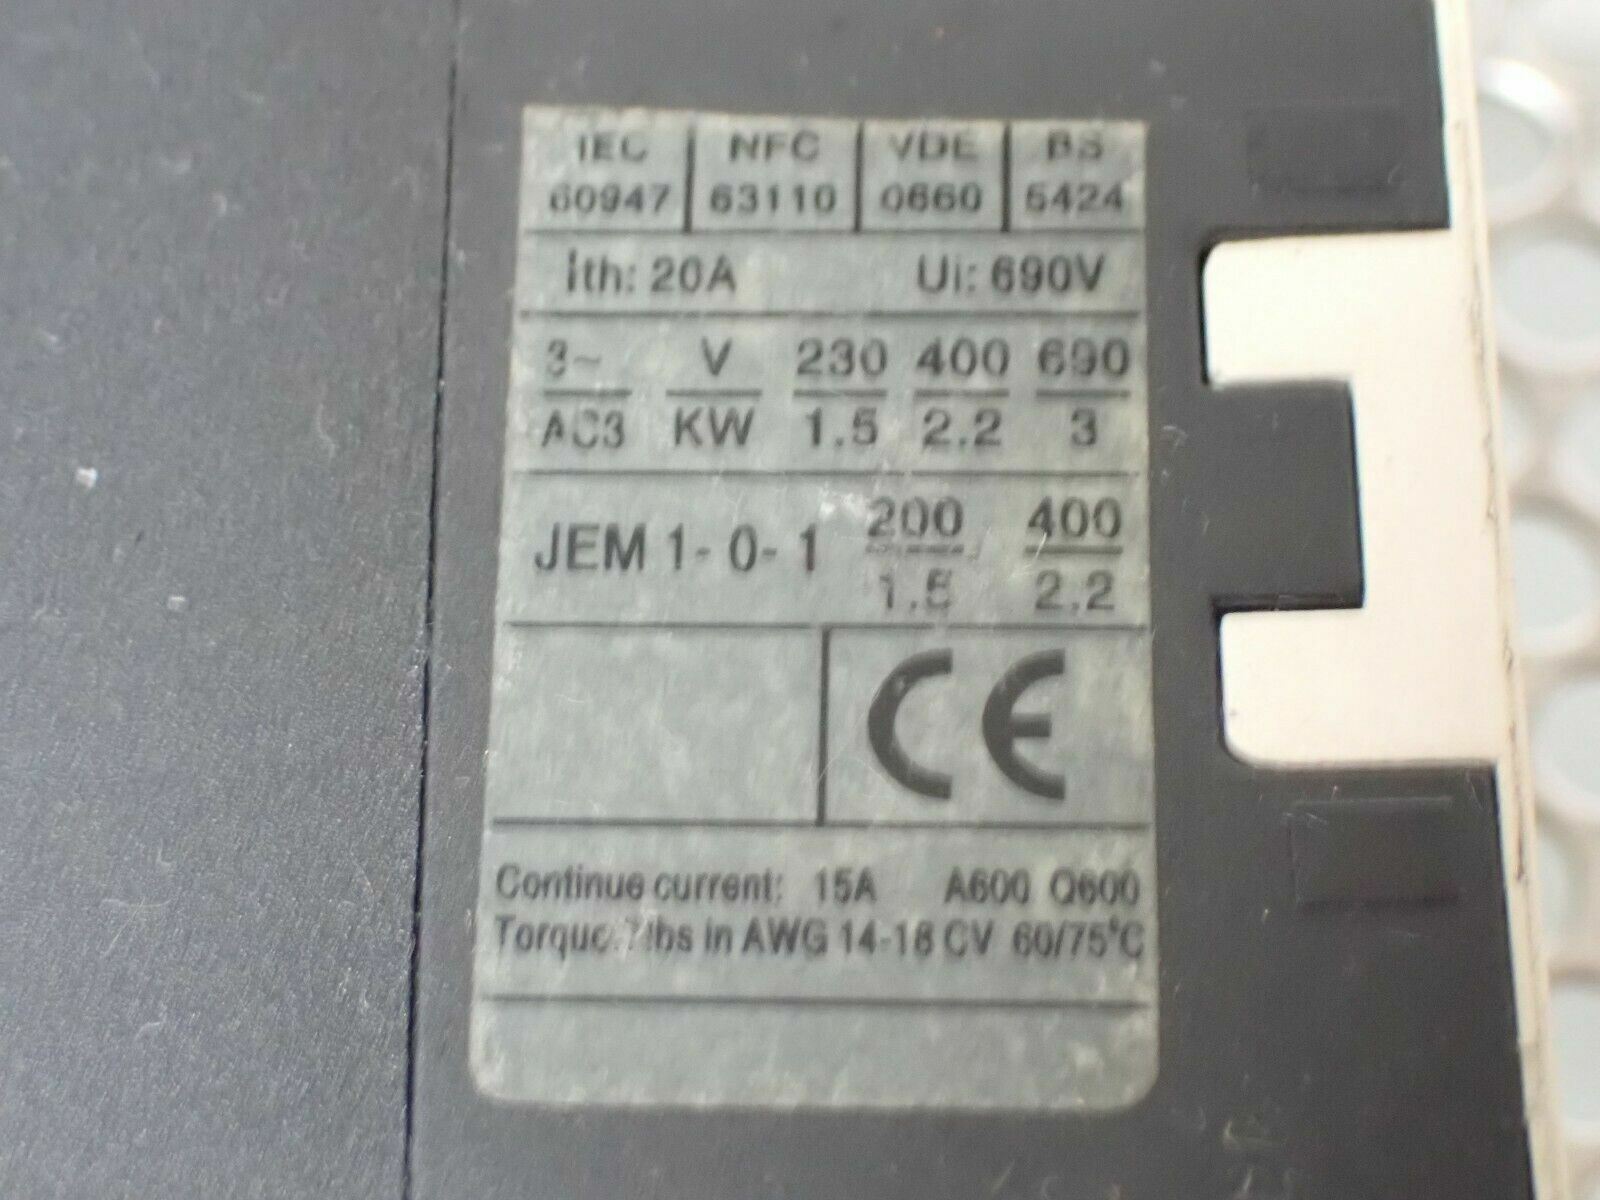 IEC NFC VDE BS
60947 63110 0660 5424
Ith: 20A Ui: 690V
3~ V 230 400 690
AC3 KW 1.5 2.2 3
200 400
JEM 1- 0- 1
1.5 2.2
CE
Continue current: 15A A600 Q600
Torque: 7lbs in AWG 14-18 CV 60/75°C